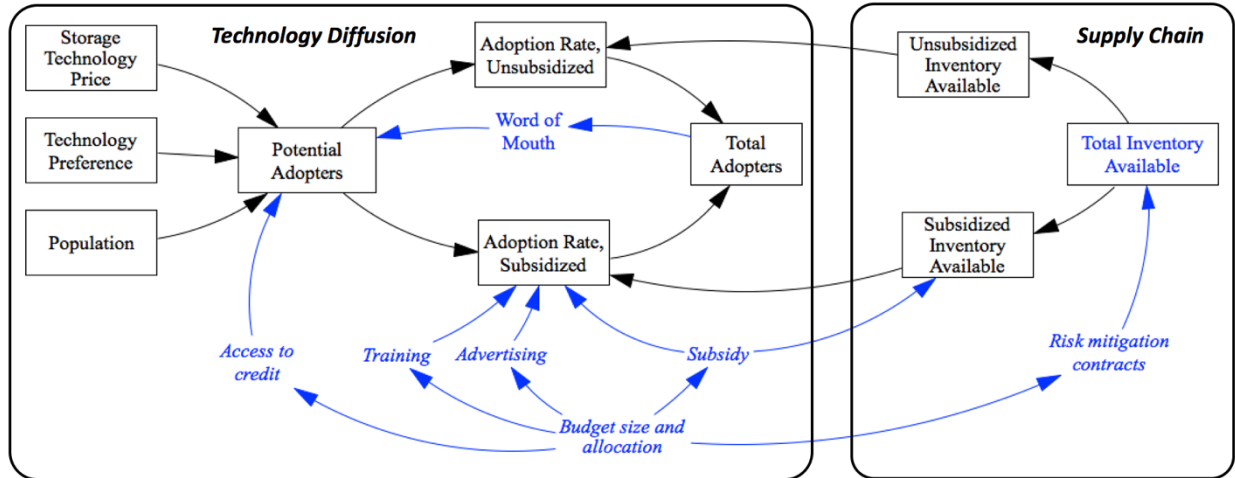 Technology Diffusion
Storage
Technology
Price
Technology
Preference
Population
Potential
Adopters
Adoption Rate,
Unsubsidized
Word of
Mouth
Total
Adopters
Adoption Rate,
Subsidized
Access to
credit
Training
Advertising
Subsidy
Budget size and
allocation
Supply Chain
Unsubsidized
Inventory
Available
Total Inventory
Available
Subsidized
Inventory
Available
Risk mitigation
contracts